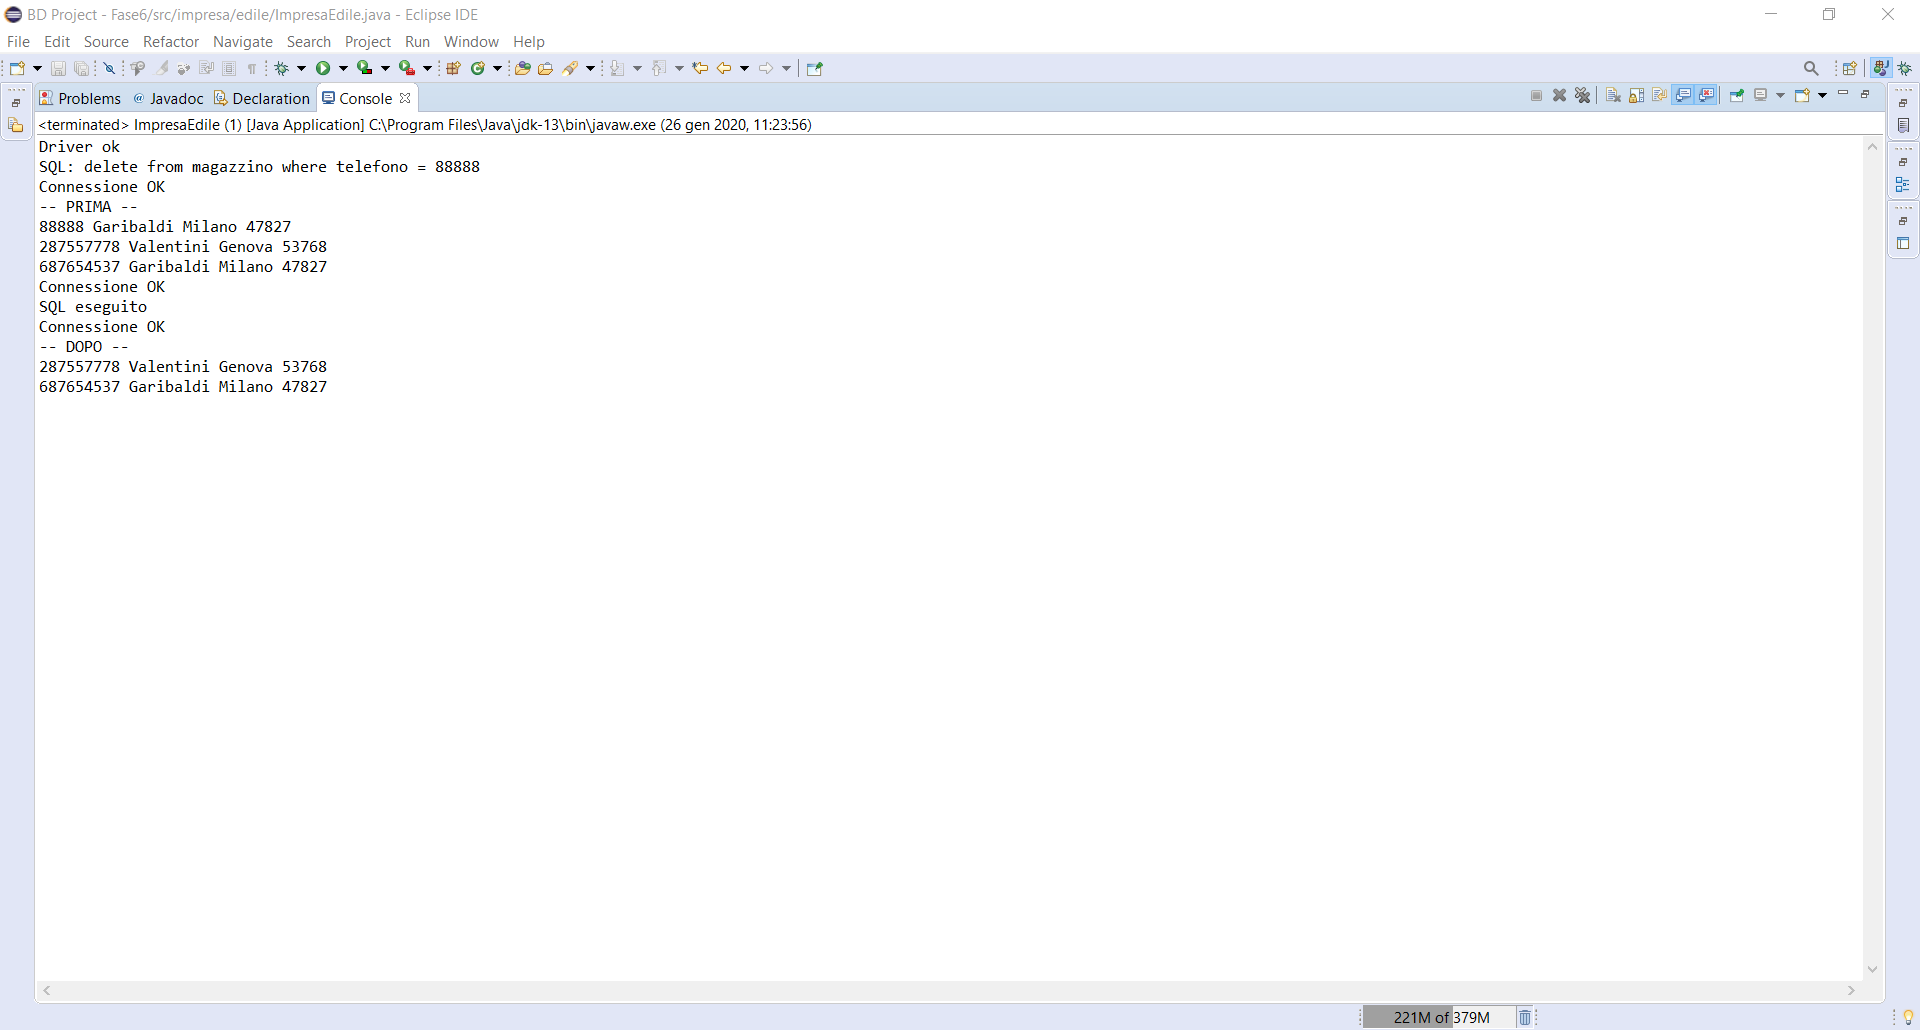 BD Project - Fase6/src/impresa/edile/ImpresaEdile.java - Eclipse IDE
File Edit Source Refactor Navigate Search Project Run Window Help
Problems @ Javadoc Declaration Console
<terminated> ImpresaEdile (1) [Java Application] C:\Program Files\Java\jdk-13\bin\javaw.exe (26 gen 2020, 11:23:56)
Driver ok
SQL: delete from magazzino where telefono = 88888
Connessione OK
-- PRIMA --
88888 Garibaldi Milano 47827
287557778 Valentini Genova 53768
687654537 Garibaldi Milano 47827
Connessione OK
SQL eseguito
Connessione OK
-- DOPO --
287557778 Valentini Genova 53768
687654537 Garibaldi Milano 47827
221M of 379M